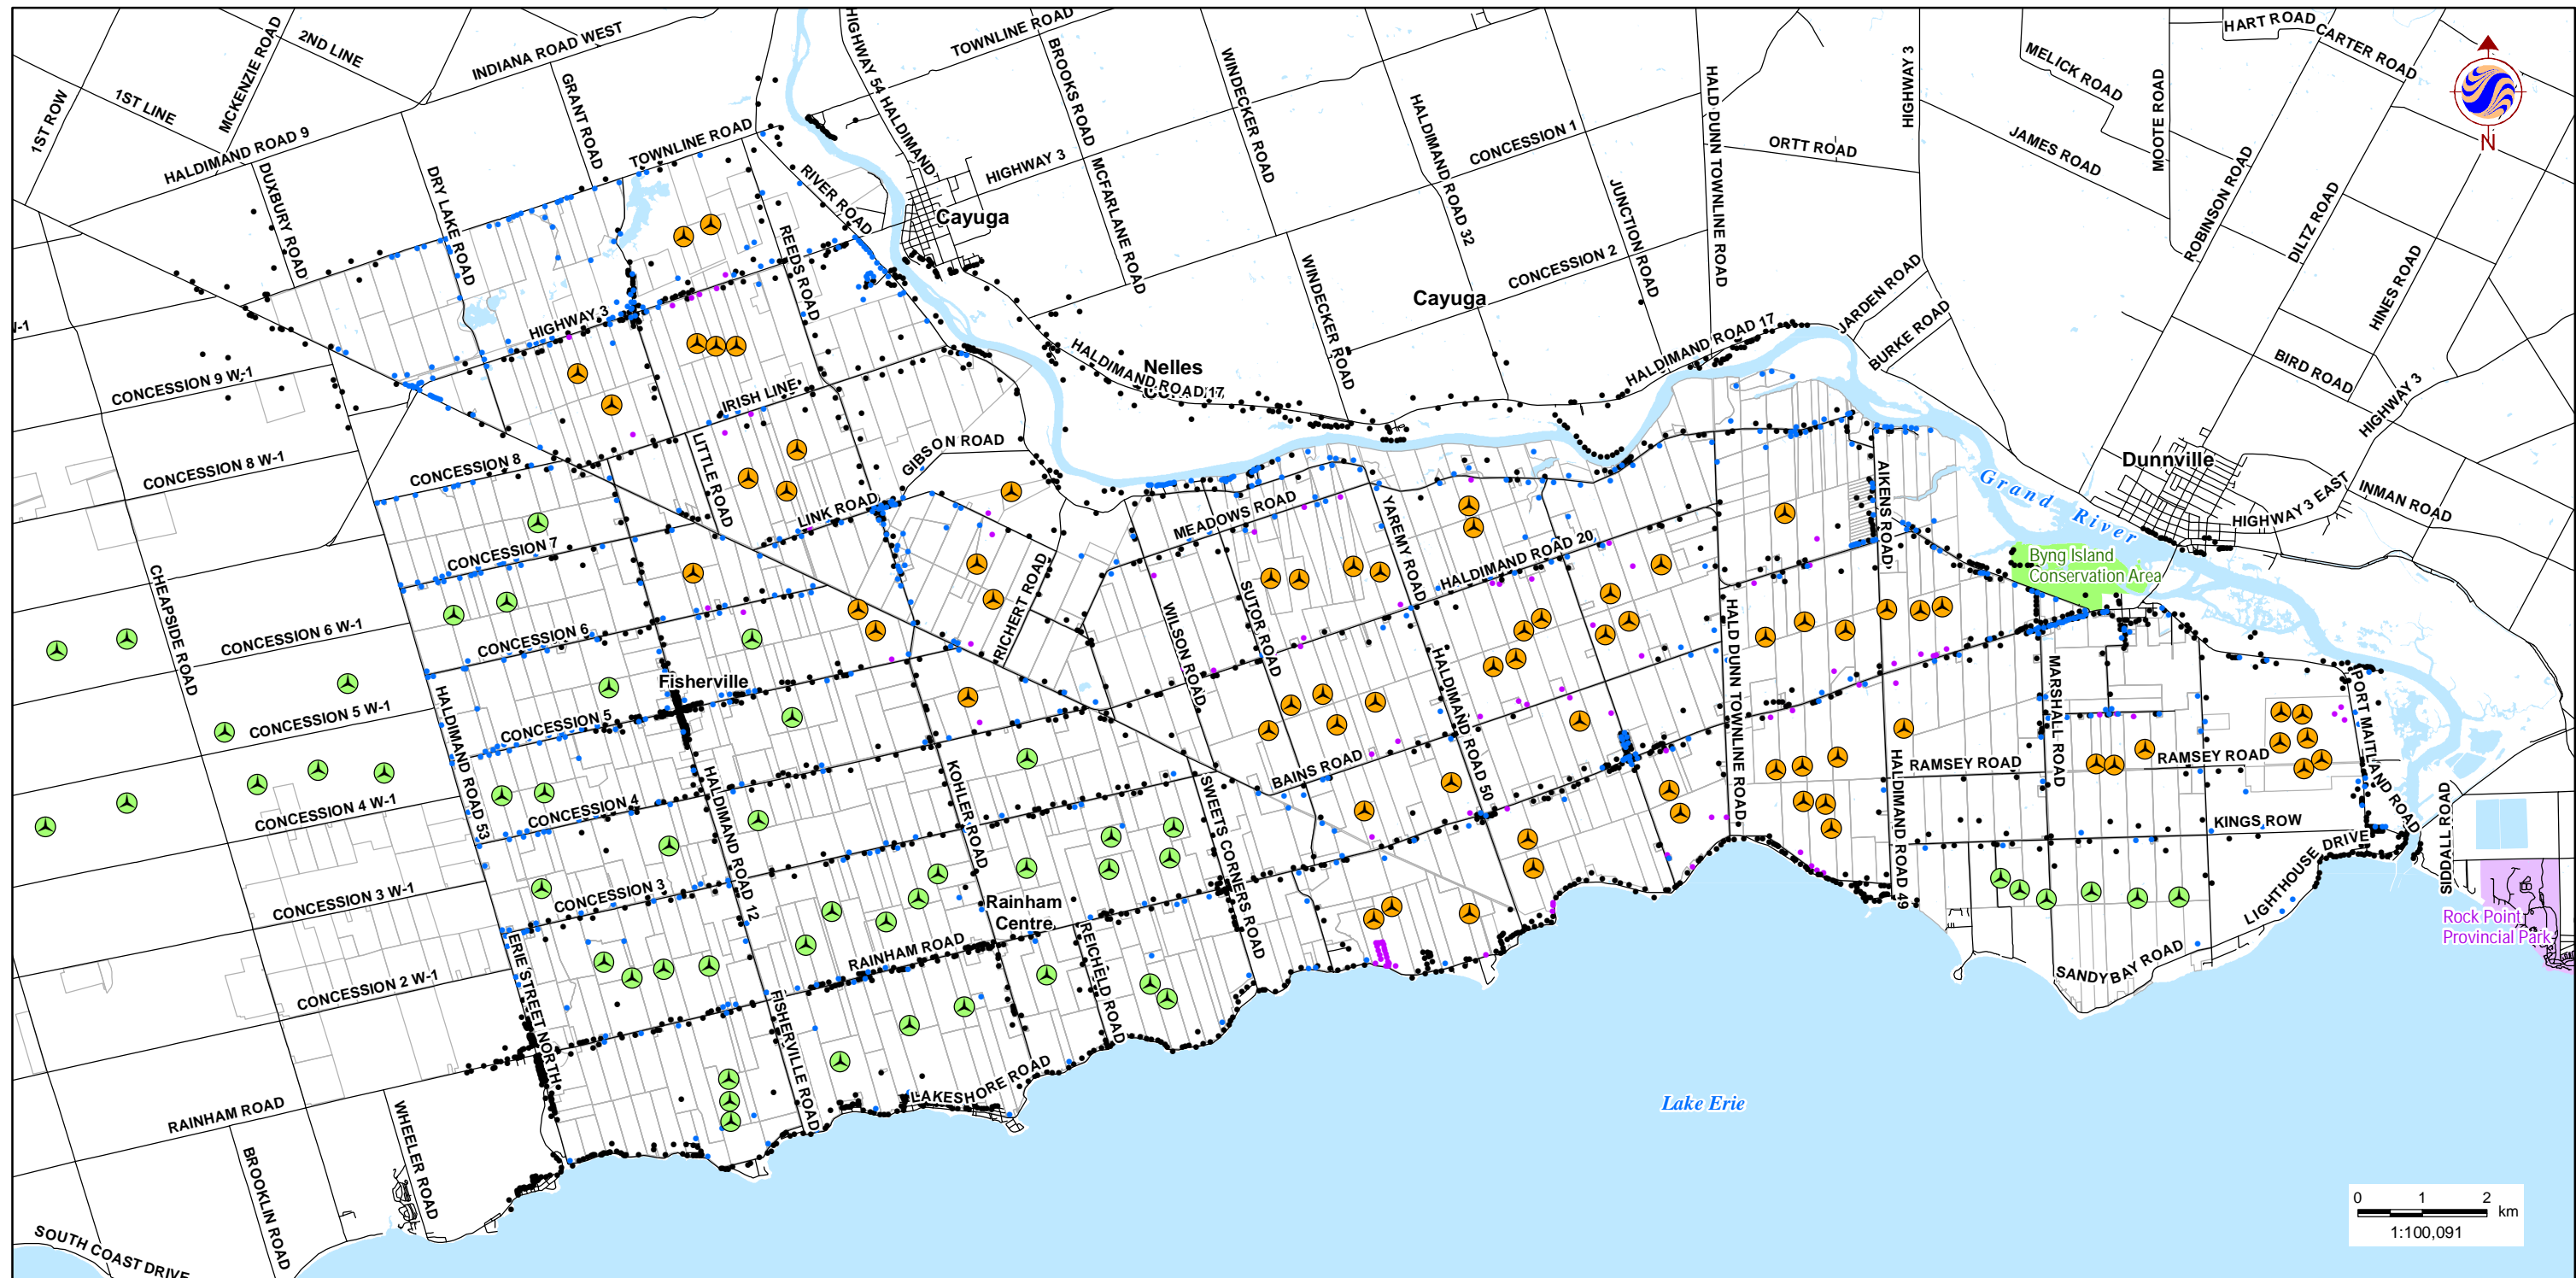 1ST ROW
1ST LINE
MCKENZIE ROAD
2ND LINE
INDIANA ROAD WEST
GRANT ROAD
HALDIMAND ROAD 9
DUXBURY ROAD
DRY LAKE ROAD
TOWNLINE ROAD
RIVER ROAD
REEDS ROAD
HIGHWAY 54 HALDIMAND
TOWNLINE ROAD
BROOKS ROAD
MCFARLANE ROAD
HIGHWAY 3
Cayuga
WINDECKER ROAD
WINDECKER ROAD
HALDIMAND ROAD 32
CONCESSION 1
CONCESSION 2
Cayuga
JUNCTION ROAD
HALD DUNN TOWNLINE ROAD
ORTT ROAD
HIGHWAY 3
MELICK ROAD
JAMES ROAD
MOOTE ROAD
HART ROAD
CARTER ROAD
ROBINSON ROAD
DILTZ ROAD
HINES ROAD
BIRD ROAD
HIGHWAY 3
N
JARDEN ROAD
BURKE ROAD
HALDIMAND ROAD 17
HALDIMAND ROAD 17
Nelles
HIGHWAY 3
IRISH LINE
LITTLE ROAD
LINK ROAD
GIBSON ROAD
RICHERT ROAD
W-1
CONCESSION 9 W-1
CONCESSION 8 W-1
CONCESSION 8
CONCESSION 7
CONCESSION 6 W-1
CONCESSION 6
CHEAPSIDE ROAD
CONCESSION 5 W-1
CONCESSION 5
Fisherville
HALDIMAND ROAD 53
CONCESSION 4 W-1
CONCESSION 4
HALDIMAND ROAD 12
KOHLER ROAD
CONCESSION 3 W-1
CONCESSION 3
CONCESSION 2 W-1
ERIE STREET NORTH
RAINHAM ROAD
RAINHAM ROAD
Rainham
Centre
REICHELD ROAD
FISHERVILLE ROAD
LAKESHORE ROAD
WHEELER ROAD
BROOKLIN ROAD
SOUTH COAST DRIVE
MEADOWS ROAD
SUTOR ROAD
WILSON ROAD
SWEETS CORNERS ROAD
BAINS ROAD
YAREMY ROAD
HALDIMAND ROAD 20
HALDIMAND ROAD 50
HALD DUNN TOWNLINE ROAD
AIKENS ROAD
HALDIMAND ROAD 49
RAMSEY ROAD
MARSHALL ROAD
RAMSEY ROAD
KINGS ROW
PORT MAITLAND ROAD
LIGHTHOUSE DRIVE
SANDY BAY ROAD
SIDDALL ROAD
Grand River
Dunnville
HIGHWAY 3 EAST
INMAN ROAD
Byng Island
Conservation Area
Rock Point
Provincial Park
Lake Erie
0 1 2
km
1:100,091